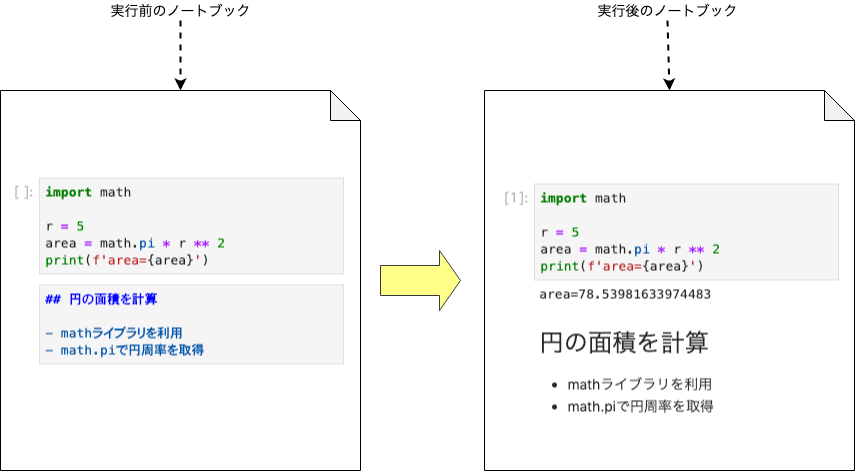 実行前のノートブック
[ ]:
import math
r = 5
area = math.pi * r ** 2
print(f'area={area}')
## 円の面積を計算
- mathライブラリを利用
- math.piで円周率を取得
実行後のノートブック
[1]:
import math
r = 5
area = math.pi * r ** 2
print(f'area={area}')
area=78.53981633974483
円の面積を計算
• mathライブラリを利用
• math.piで円周率を取得